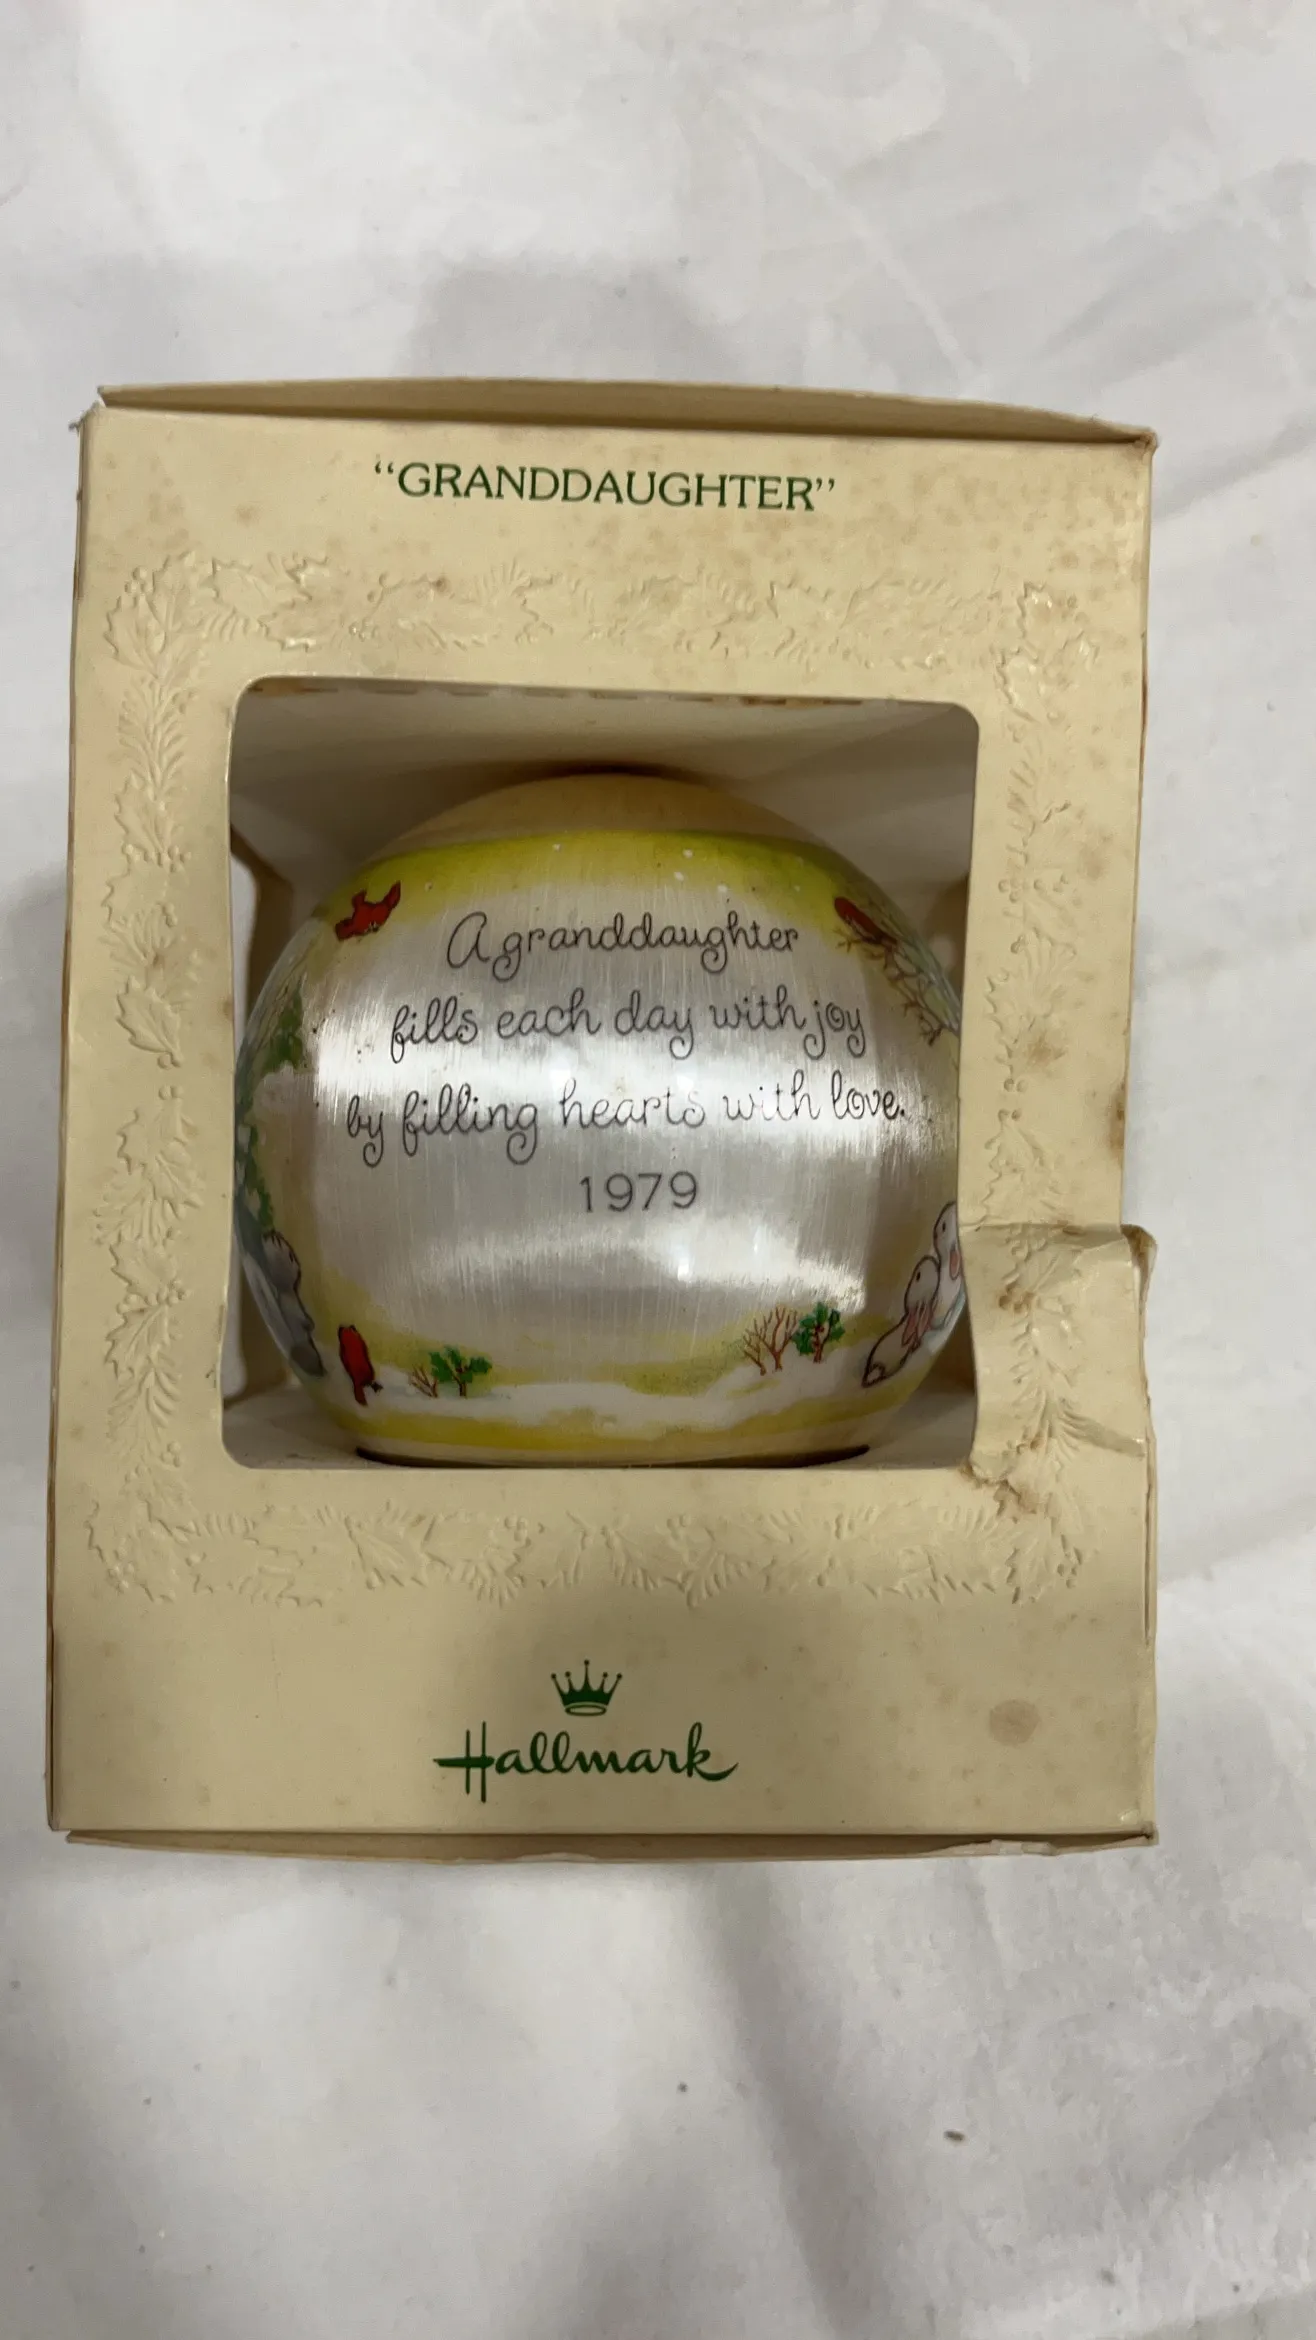 “GRANDDAUGHTER”
A granddaughter
fills each day with joy
by filling hearts with love.
1979
Hallmark